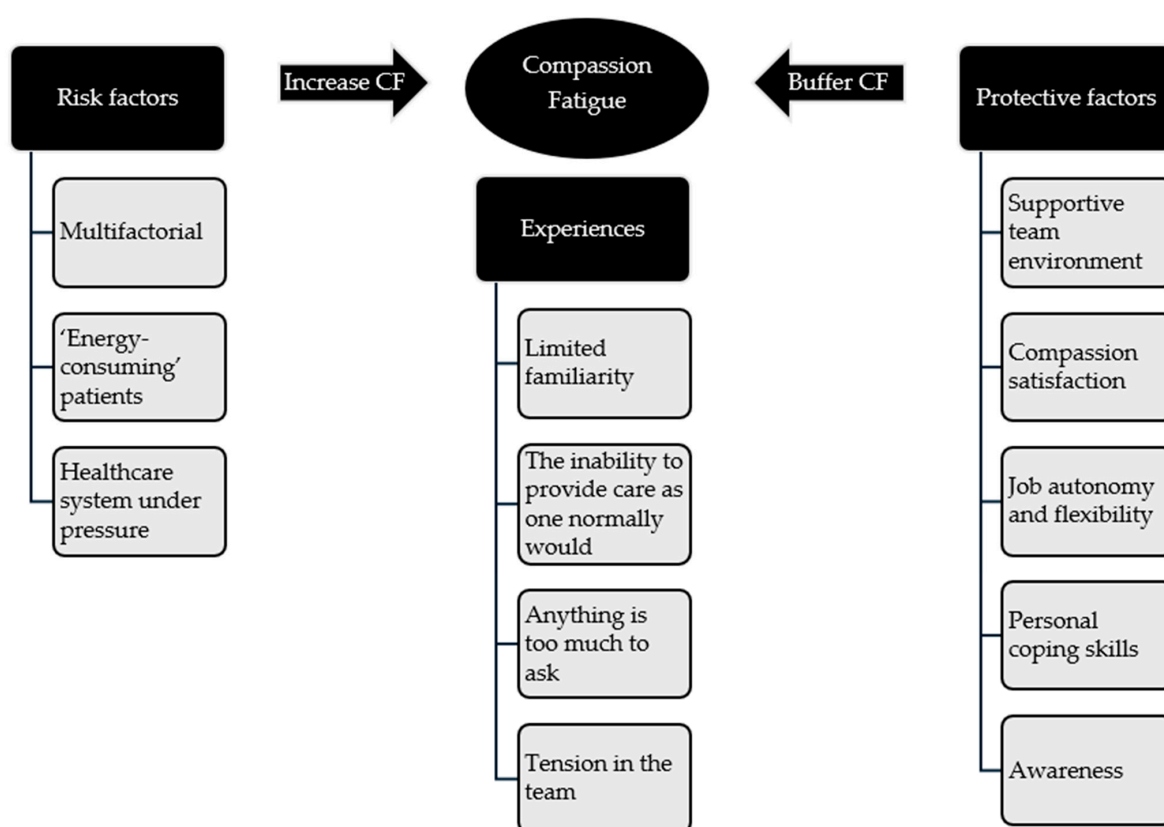 Risk factors
Multifactorial
‘Energy-
consuming’
patients
Healthcare
system under
pressure
Increase CF
Compassion
Fatigue
Experiences
Limited
familiarity
The inability to
provide care as
one normally
would
Anything is
too much to
ask
Tension in the
team
Buffer CF
Protective factors
Supportive
team
environment
Compassion
satisfaction
Job autonomy
and flexibility
Personal
coping skills
Awareness